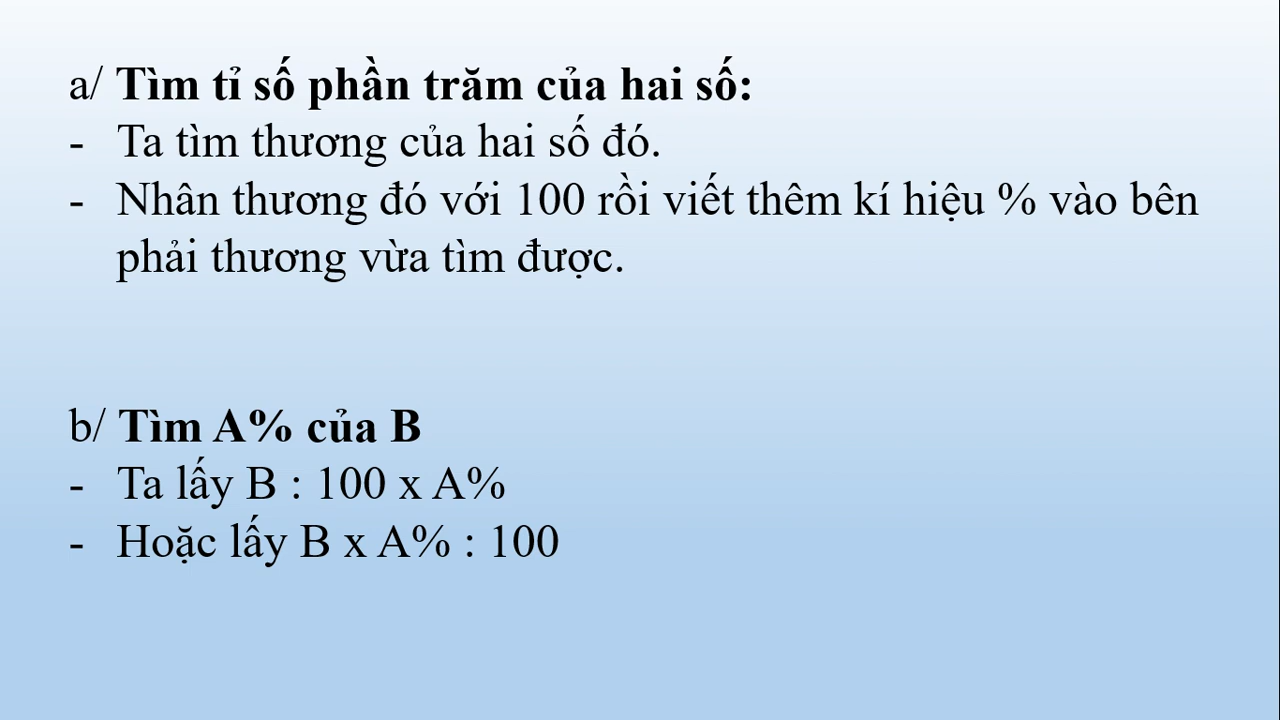 a/ Tìm tỉ số phần trăm của hai số:
- Ta tìm thương của hai số đó.
- Nhân thương đó với 100 rồi viết thêm kí hiệu % vào bên
phải thương vừa tìm được.
b/ Tìm A% của B
- Ta lấy B : 100 x A%
- Hoặc lấy B x A% : 100